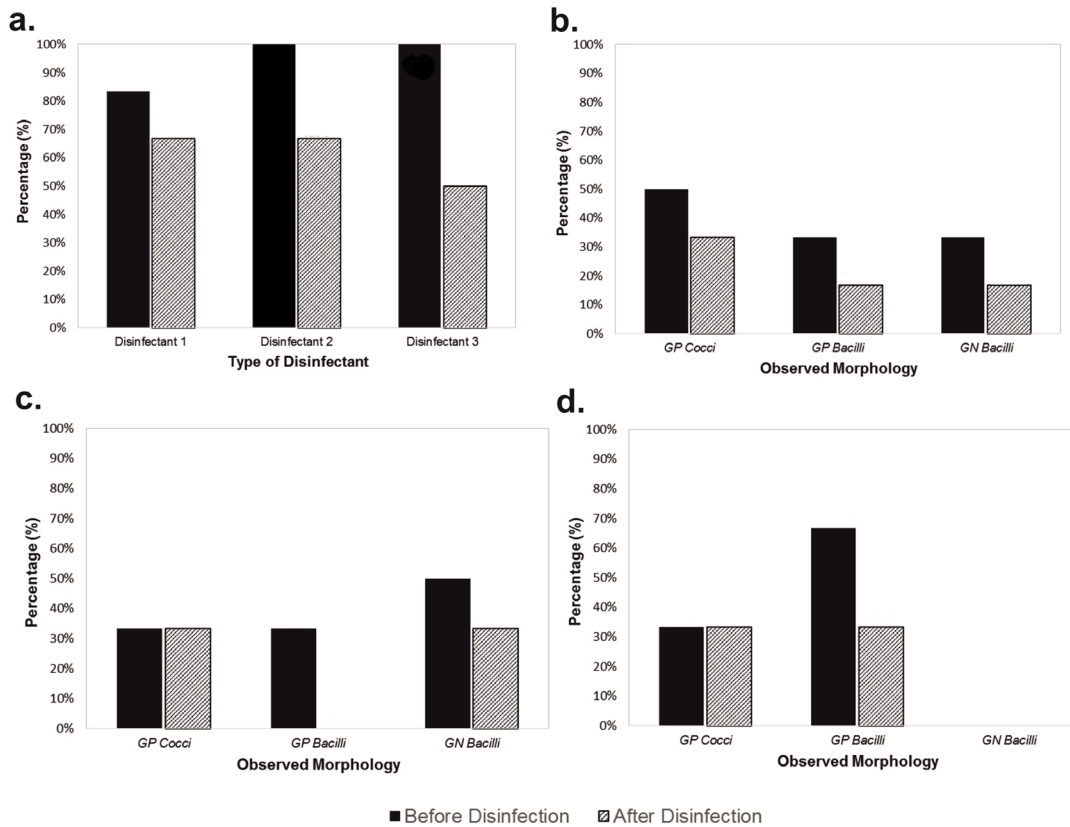 a.
100%
90%
80%
70%
60%
50%
40%
30%
20%
10%
0%
Percentage (%)
Disinfectant 1 Disinfectant 2 Disinfectant 3
Type of Disinfectant
b.
100%
90%
80%
70%
60%
50%
40%
30%
20%
10%
0%
Percentage (%)
GP Cocci GP Bacilli GN Bacilli
Observed Morphology
c.
100%
90%
80%
70%
60%
50%
40%
30%
20%
10%
0%
Percentage (%)
GP Cocci GP Bacilli GN Bacilli
Observed Morphology
d.
100%
90%
80%
70%
60%
50%
40%
30%
20%
10%
0%
Percentage (%)
GP Cocci GP Bacilli GN Bacilli
Observed Morphology
Before Disinfection After Disinfection